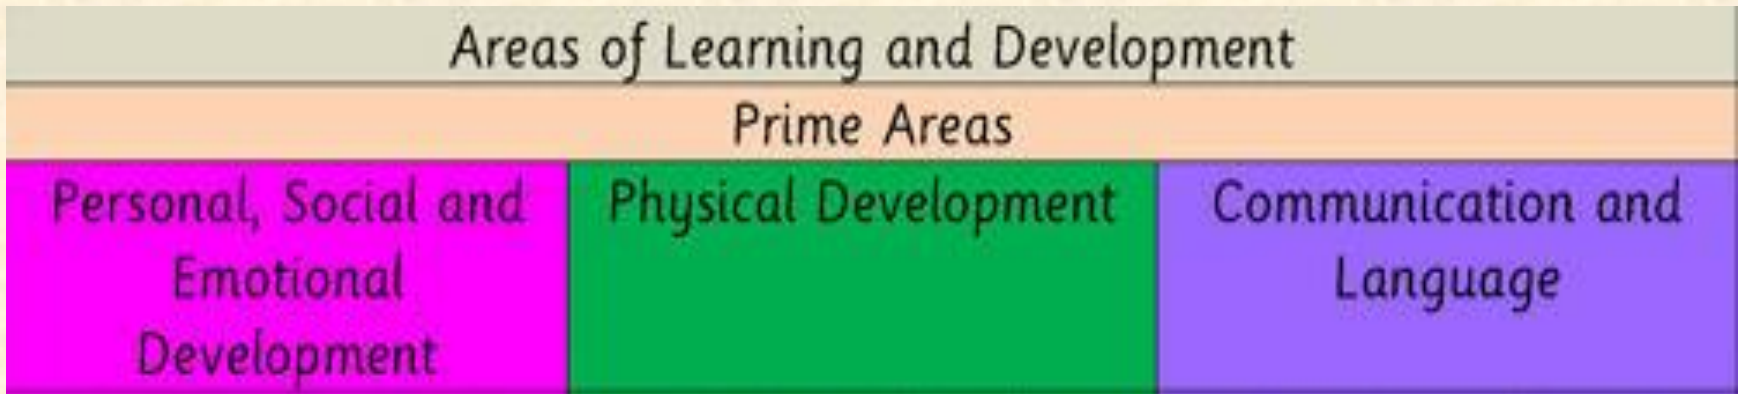 Areas of Learning and Development
Prime Areas
Personal, Social and
Emotional
Development
Physical Development
Communication and
Language